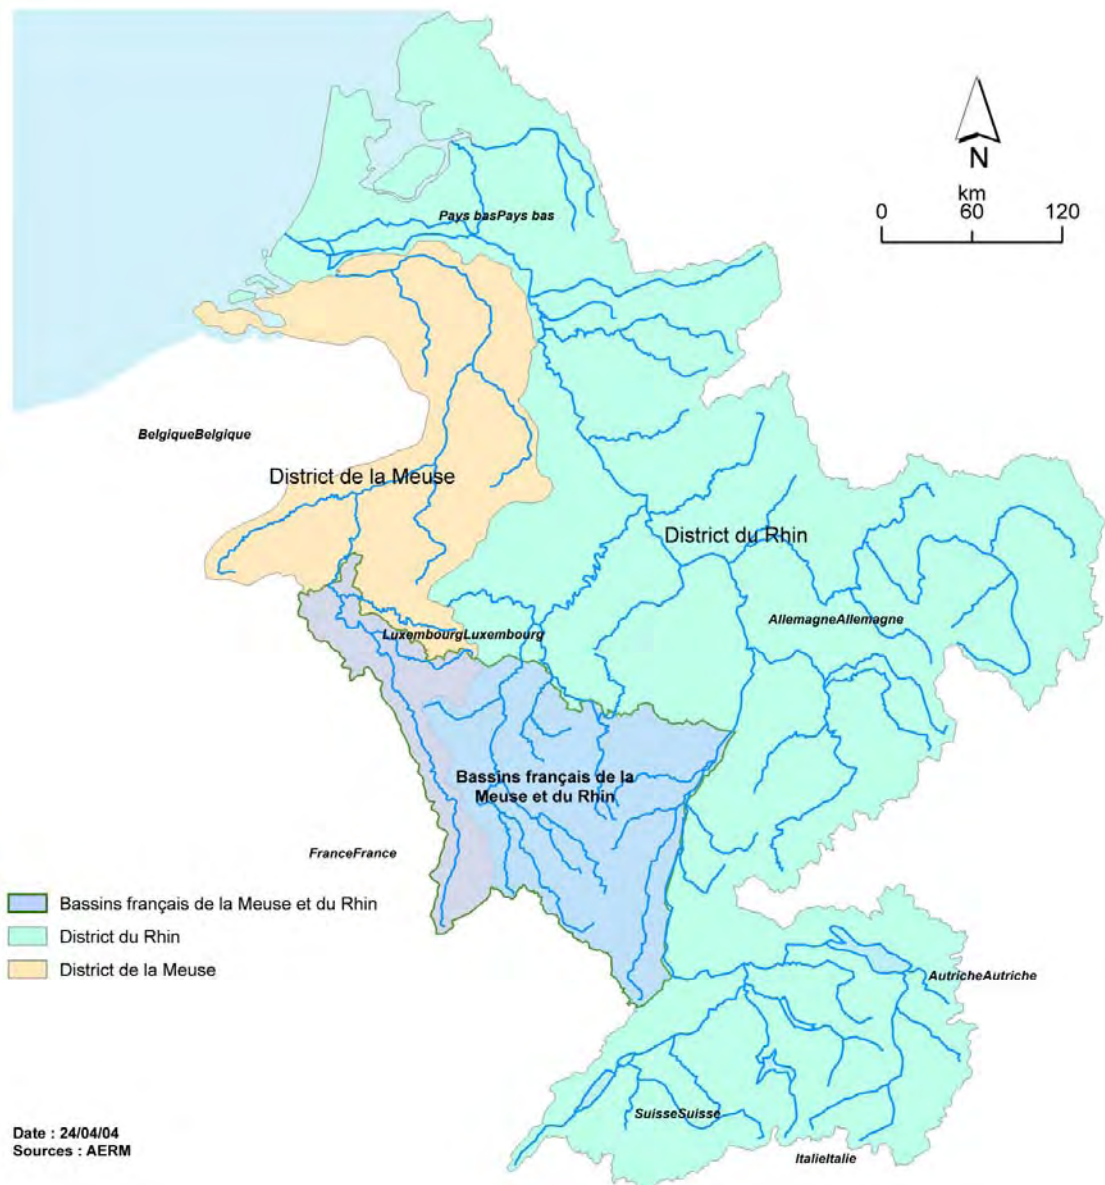 N
km
0 60 120
Pays basPays bas
BelgiqueBelgique
District de la Meuse
District du Rhin
AllemagneAllemagne
LuxembourgLuxembourg
Bassins français de la
Meuse et du Rhin
FranceFrance
Bassins français de la Meuse et du Rhin
District du Rhin
District de la Meuse
AutricheAutriche
SuisseSuisse
ItalieItalie
Date : 24/04/04
Sources : AERM